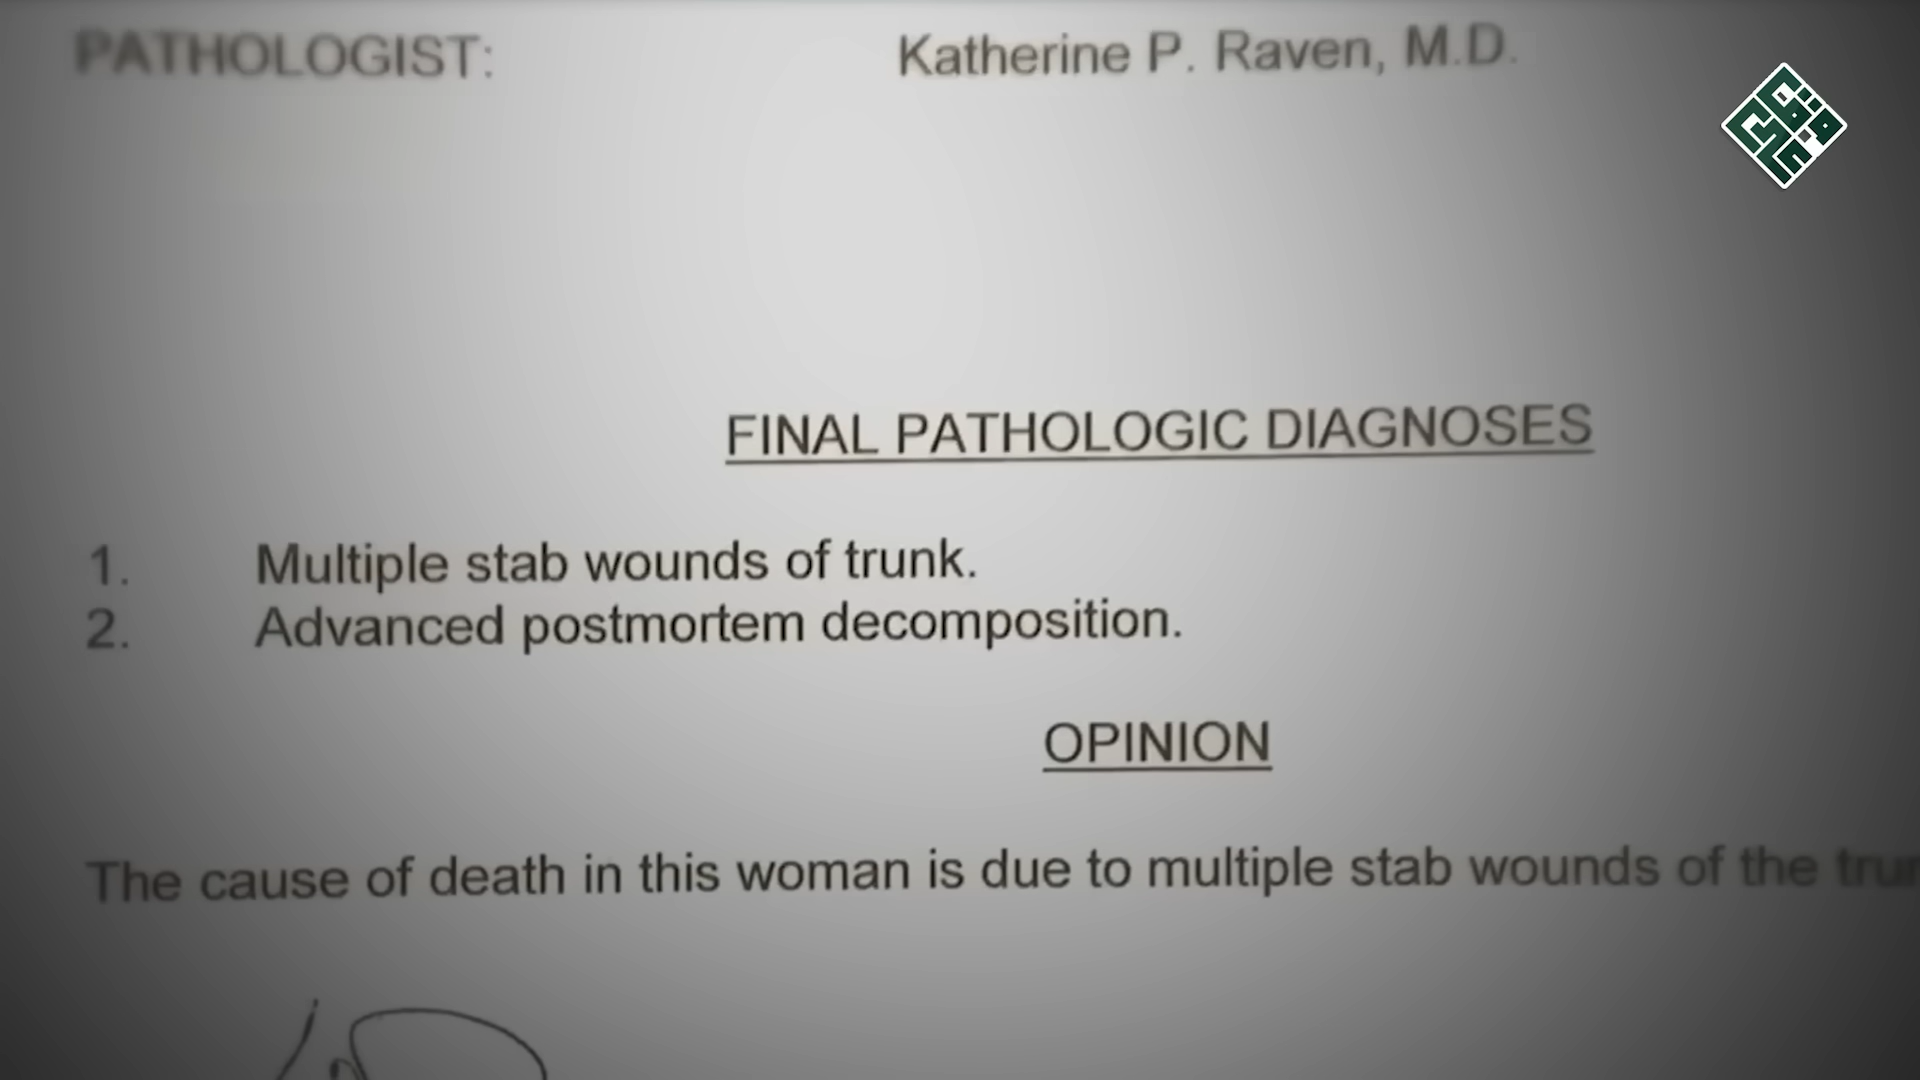 PATHOLOGIST: Katherine P. Raven, M.D.
FINAL PATHOLOGIC DIAGNOSES
1. Multiple stab wounds of trunk.
2. Advanced postmortem decomposition.
OPINION
The cause of death in this woman is due to multiple stab wounds of the